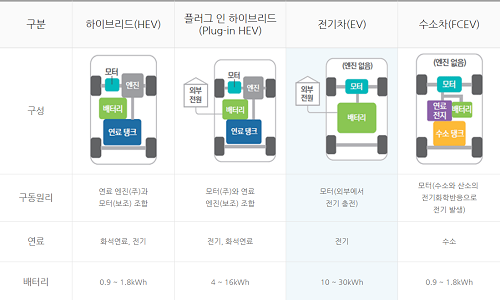 구분
하이브리드(HEV)
플러그 인 하이브리드
(Plug-in HEV)
전기차(EV)
수소차(FCEV)
구성
모터
엔진
배터리
연료 탱크
외부
전원
모터
엔진
배터리
연료 탱크
(엔진 없음)
외부
전원
모터
배터리
(엔진 없음)
모터
연료
전지
배터리
수소 탱크
구동원리
연료 엔진(주)과
모터(보조) 조합
모터(주)와 연료
엔진(보조) 조합
모터(외부에서
전기 충전)
모터(수소와 산소의
전기화학반응으로
전기 발생)
연료
화석연료, 전기
전기, 화석연료
전기
수소
배터리
0.9 ~ 1.8kWh
4 ~ 16kWh
10 ~ 30kWh
0.9 ~ 1.8kWh